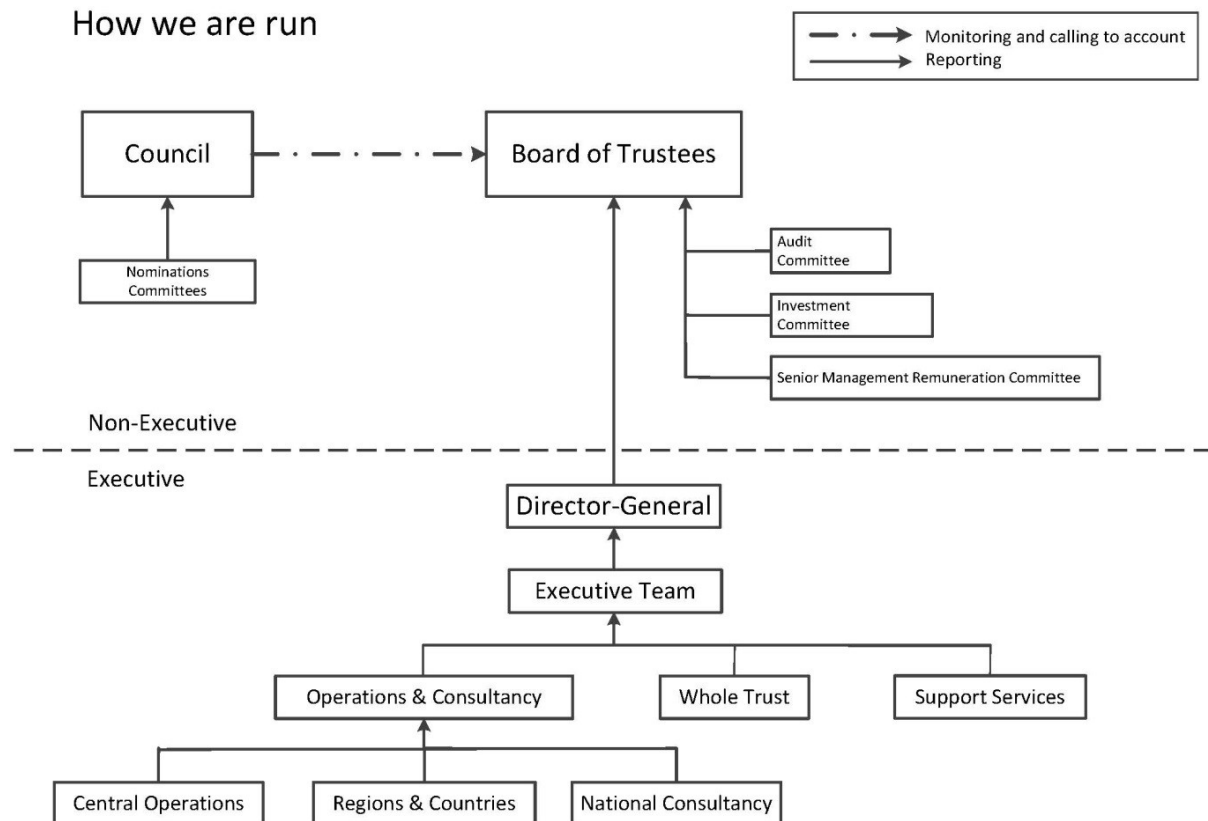 How we are run
Monitoring and calling to account
Reporting
Council
Board of Trustees
Nominations
Committees
Audit
Committee
Investment
Committee
Senior Management Remuneration Committee
Non-Executive
Executive
Director-General
Executive Team
Operations & Consultancy
Whole Trust
Support Services
Central Operations
Regions & Countries
National Consultancy